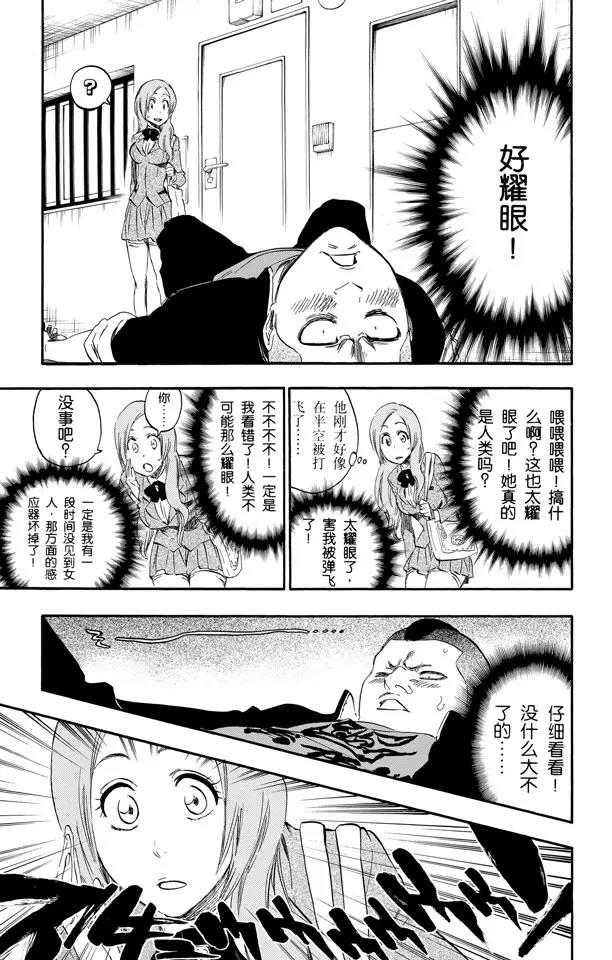 ?
好耀眼！
喂喂喂喂！搞什
么啊？这也太耀
眼了吧！她真的
是人类吗？
他刚才好像
在半空被打
飞了……
太耀眼了，
害我被弹飞
了！
不不不不！一定是
我看错了！人类不
可能那么耀眼！
你…
没事吧？
一定是我有一
段时间没见到女
人，那方面的感
应器坏掉了！
仔细看看！
没什么大不
了的……